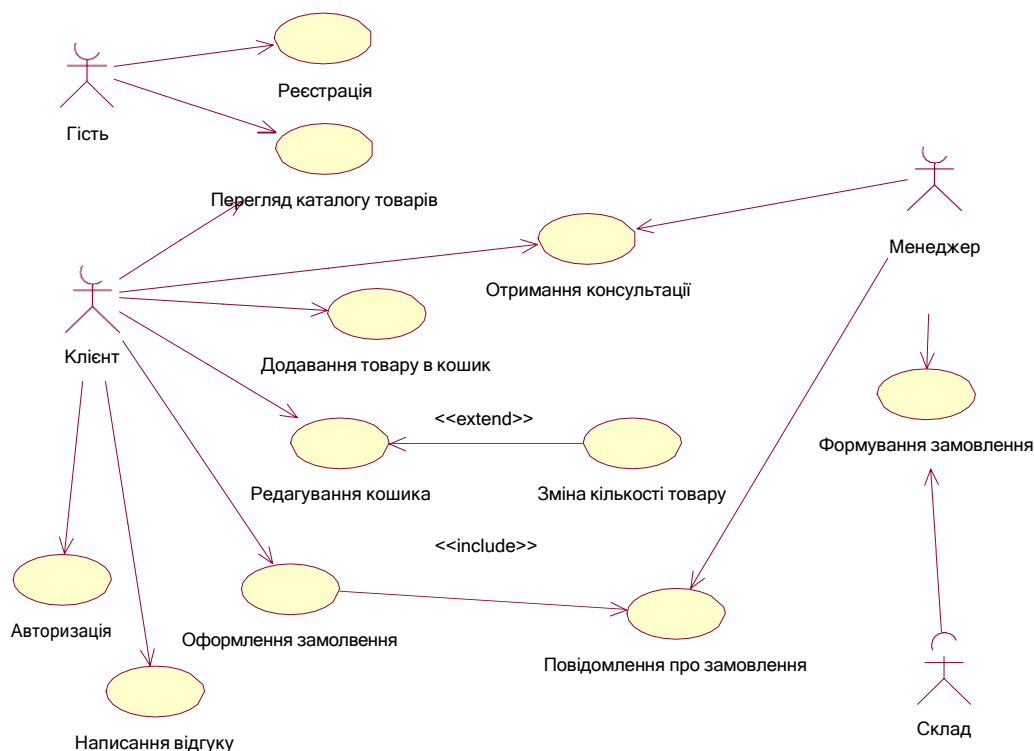 Реєстрація
Гість
Перегляд каталогу товарів
Менеджер
Отримання консультації
Клієнт
Додавання товару в кошик
<<extend>>
Формування замовлення
Редагування кошика
Зміна кількості товару
<<include>>
Авторизація
Оформлення замолвення
Повідомлення про замовлення
Склад
Написання відгуку